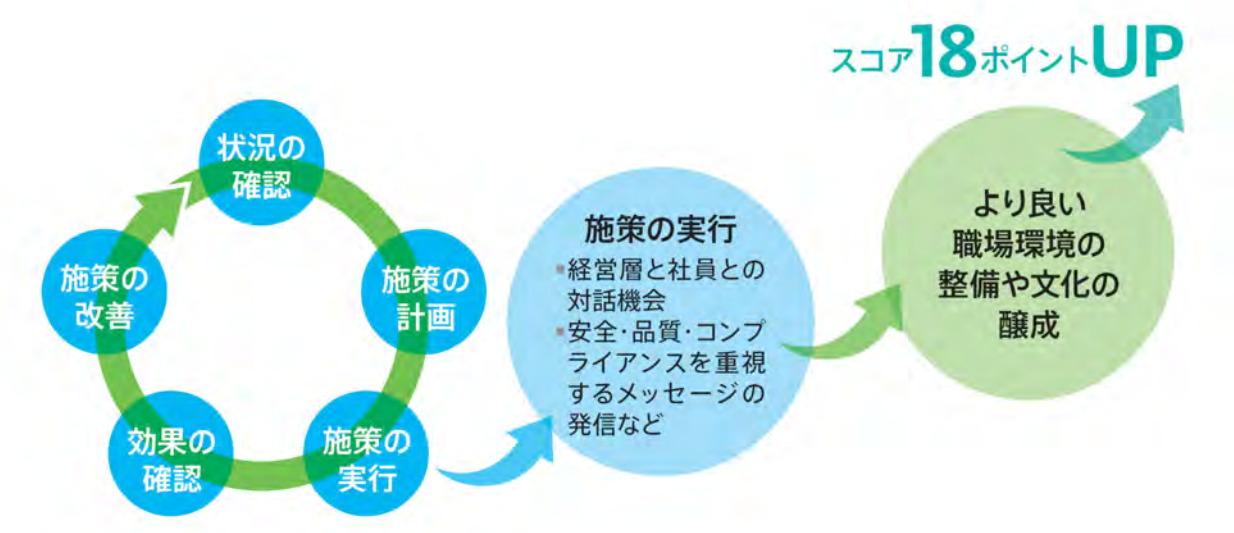 スコア18ポイントUP
状況の
確認
施策の
計画
施策の
実行
効果の
確認
施策の
改善
施策の実行
▪経営層と社員との
対話機会
▪安全・品質・コンプ
ライアンスを重視
するメッセージの
発信など
より良い
職場環境の
整備や文化の
醸成